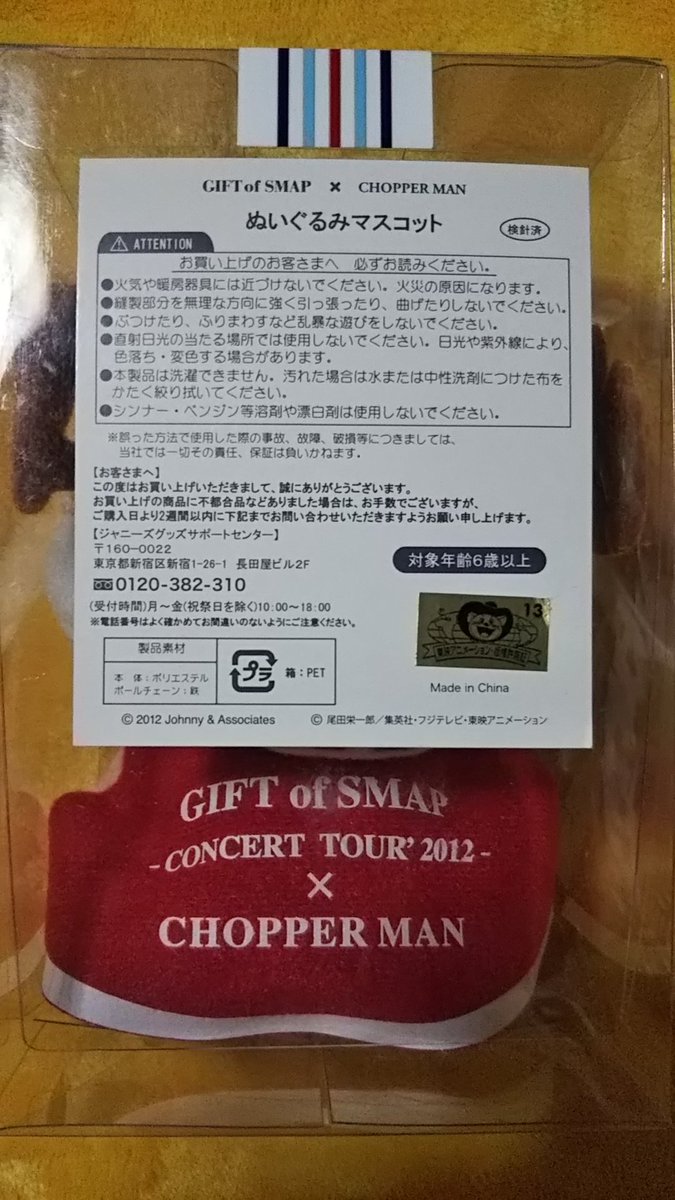 GIFT of SMAP × CHOPPER MAN
ぬいぐるみマスコット
検針済
ATTENTION
お買い上げのお客さまへ 必ずお読みください。
●火気や暖房器具には近づけないでください。火災の原因になります。
●縫製部分を無理な方向に強く引っ張ったり、曲げたりしないでください。
●ぶつけたり、ふりまわすなど乱暴な遊びをしないでください。
●直射日光の当たる場所では使用しないでください。日光や紫外線により、
色落ち・変色する場合があります。
●本製品は洗濯できません。汚れた場合は水または中性洗剤につけた布を
かたく絞り拭いてください。
●シンナー・ベンジン等溶剤や漂白剤は使用しないでください。
※誤った方法で使用した際の事故、故障、破損等につきましては、
当社では一切その責任、保証は負いかねます。
【お客さまへ】
この度はお買い上げいただきまして、誠にありがとうございます。
お買い上げの商品に不都合品などありました場合は、お手数でございますが、
ご購入日より2週間以内に下記までお問い合わせいただきますようお願い申し上げます。
【ジャニーズグッズサポートセンター】
〒160-0022
東京都新宿区新宿1-26-1 長田屋ビル2F
0120-382-310
対象年齢6歳以上
(受付時間)月～金(祝祭日を除く)10:00～18:00
※電話番号はよく確かめてお間違いのないようにご注意ください。
13
製品素材
本 体：ポリエステル
ボールチェーン：鉄
プラ
箱：PET
Made in China
© 2012 Johnny & Associates © 尾田栄一郎／集英社・フジテレビ・東映アニメーション
GIFT of SMAP
-CONCERT TOUR' 2012-
×
CHOPPER MAN